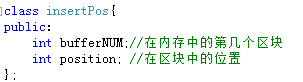 class insertPos{
public:
int bufferNUM;//在内存中的第几个区块
int position; //在区块中的位置
};